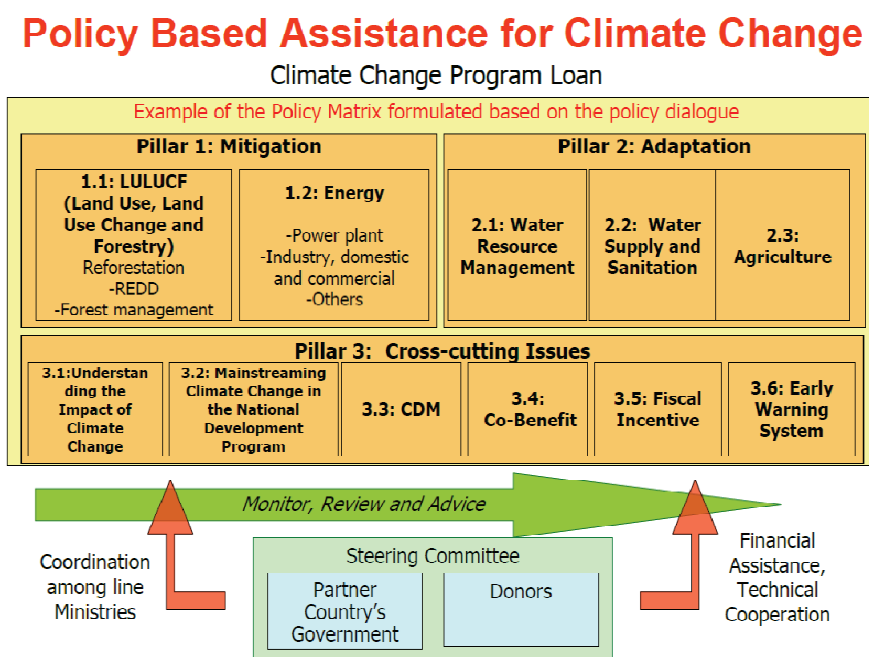 Policy Based Assistance for Climate Change
Climate Change Program Loan
Example of the Policy Matrix formulated based on the policy dialogue
Pillar 1: Mitigation
1.1: LULUCF
(Land Use, Land
Use Change and
Forestry)
Reforestation
-REDD
-Forest management
1.2: Energy
-Power plant
-Industry, domestic
and commercial
-Others
Pillar 2: Adaptation
2.1: Water
Resource
Management
2.2: Water
Supply and
Sanitation
2.3:
Agriculture
Pillar 3: Cross-cutting Issues
3.1:Understan
ding the
Impact of
Climate
Change
3.2: Mainstreaming
Climate Change in
the National
Development
Program
3.3: CDM
3.4:
Co-Benefit
3.5: Fiscal
Incentive
3.6: Early
Warning
System
Monitor, Review and Advice
Coordination
among line
Ministries
Steering Committee
Partner
Country's
Government
Donors
Financial
Assistance,
Technical
Cooperation